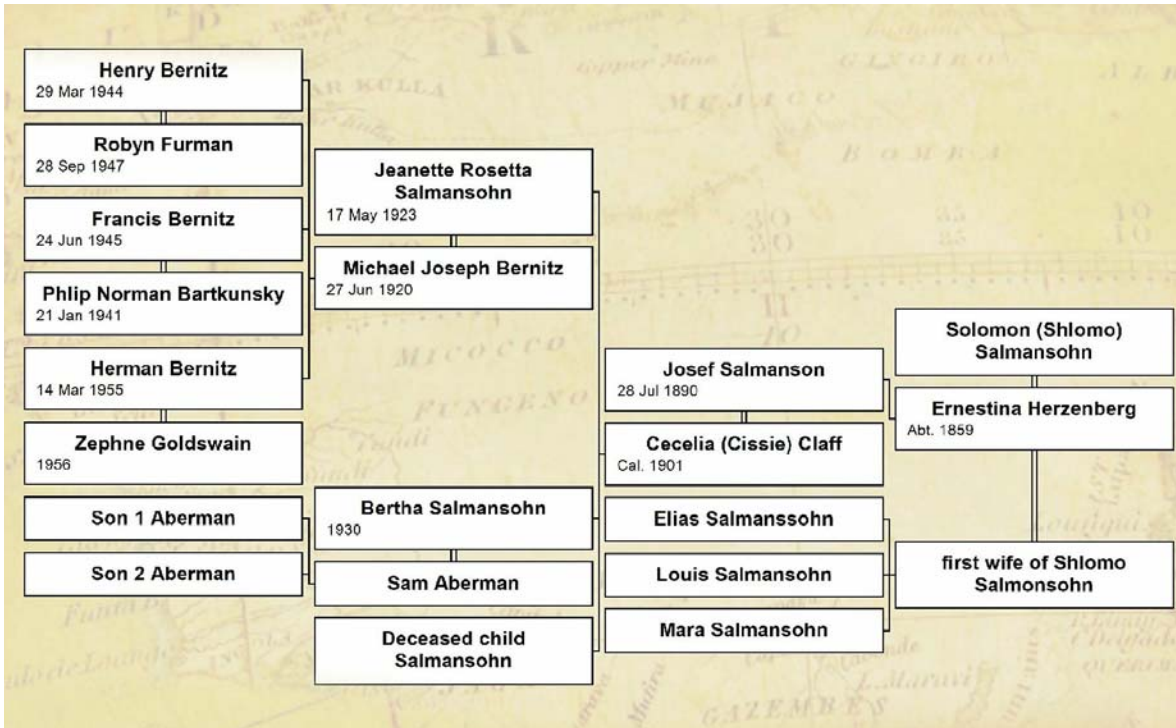 Henry Bernitz
29 Mar 1944
Robyn Furman
28 Sep 1947
Francis Bernitz
24 Jun 1945
Phlip Norman Bartkunsky
21 Jan 1941
Herman Bernitz
14 Mar 1955
Zephne Goldswain
1956
Son 1 Aberman
Son 2 Aberman
Jeanette Rosetta
Salmansohn
17 May 1923
Michael Joseph Bernitz
27 Jun 1920
Bertha Salmansohn
1930
Sam Aberman
Deceased child
Salmansohn
Josef Salmanson
28 Jul 1890
Cecelia (Cissie) Claff
Cal. 1901
Elias Salmanssohn
Louis Salmansohn
Mara Salmansohn
Solomon (Shlomo)
Salmansohn
Ernestina Herzenberg
Abt. 1859
first wife of Shlomo
Salmonsohn
MICOCCO
FUNGENO
BOMBA
GAZEMBES